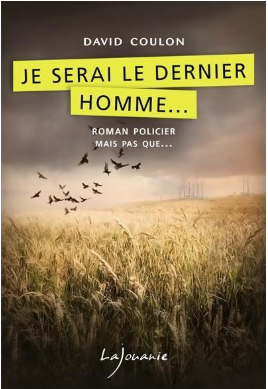 DAVID COULON
JE SERAI LE DERNIER
HOMME...
ROMAN POLICIER
MAIS PAS QUE...
Lajouanie